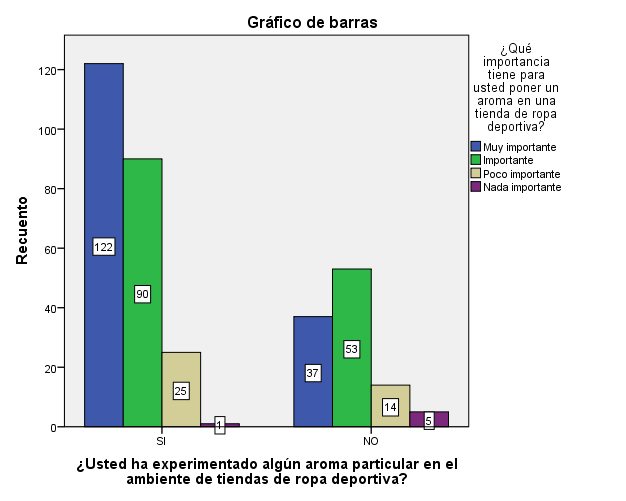 Gráfico de barras
¿Qué
importancia
tiene para
usted poner un
aroma en una
tienda de ropa
deportiva?
Muy importante
Importante
Poco importante
Nada importante
Recuento
120
100
80
60
40
20
0
122
90
25
1
37
53
14
5
SI
NO
¿Usted ha experimentado algún aroma particular en el
ambiente de tiendas de ropa deportiva?